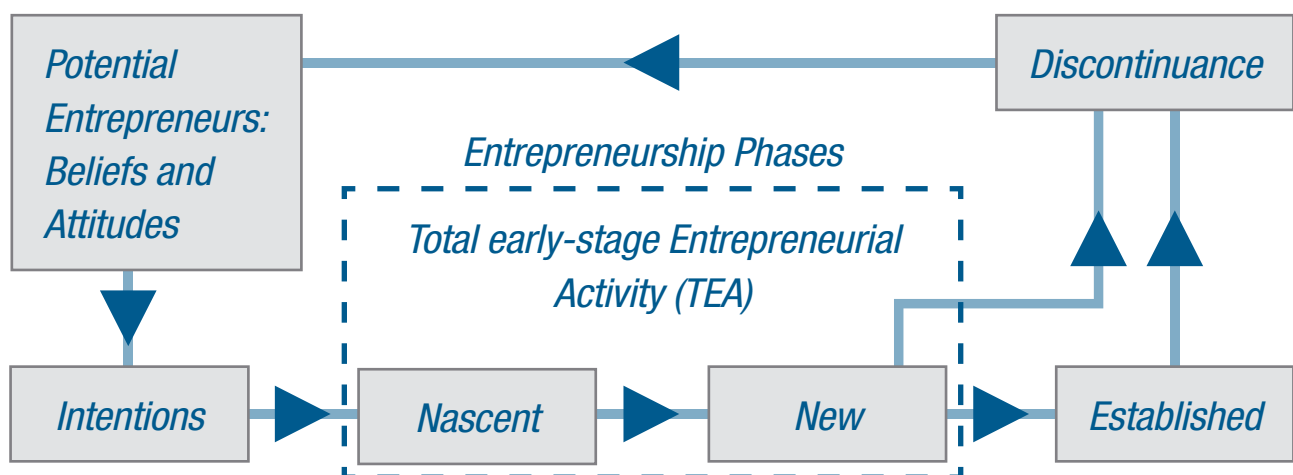 Potential
Entrepreneurs:
Beliefs and
Attitudes
Discontinuance
Entrepreneurship Phases
Total early-stage Entrepreneurial
Activity (TEA)
Intentions
Nascent
New
Established